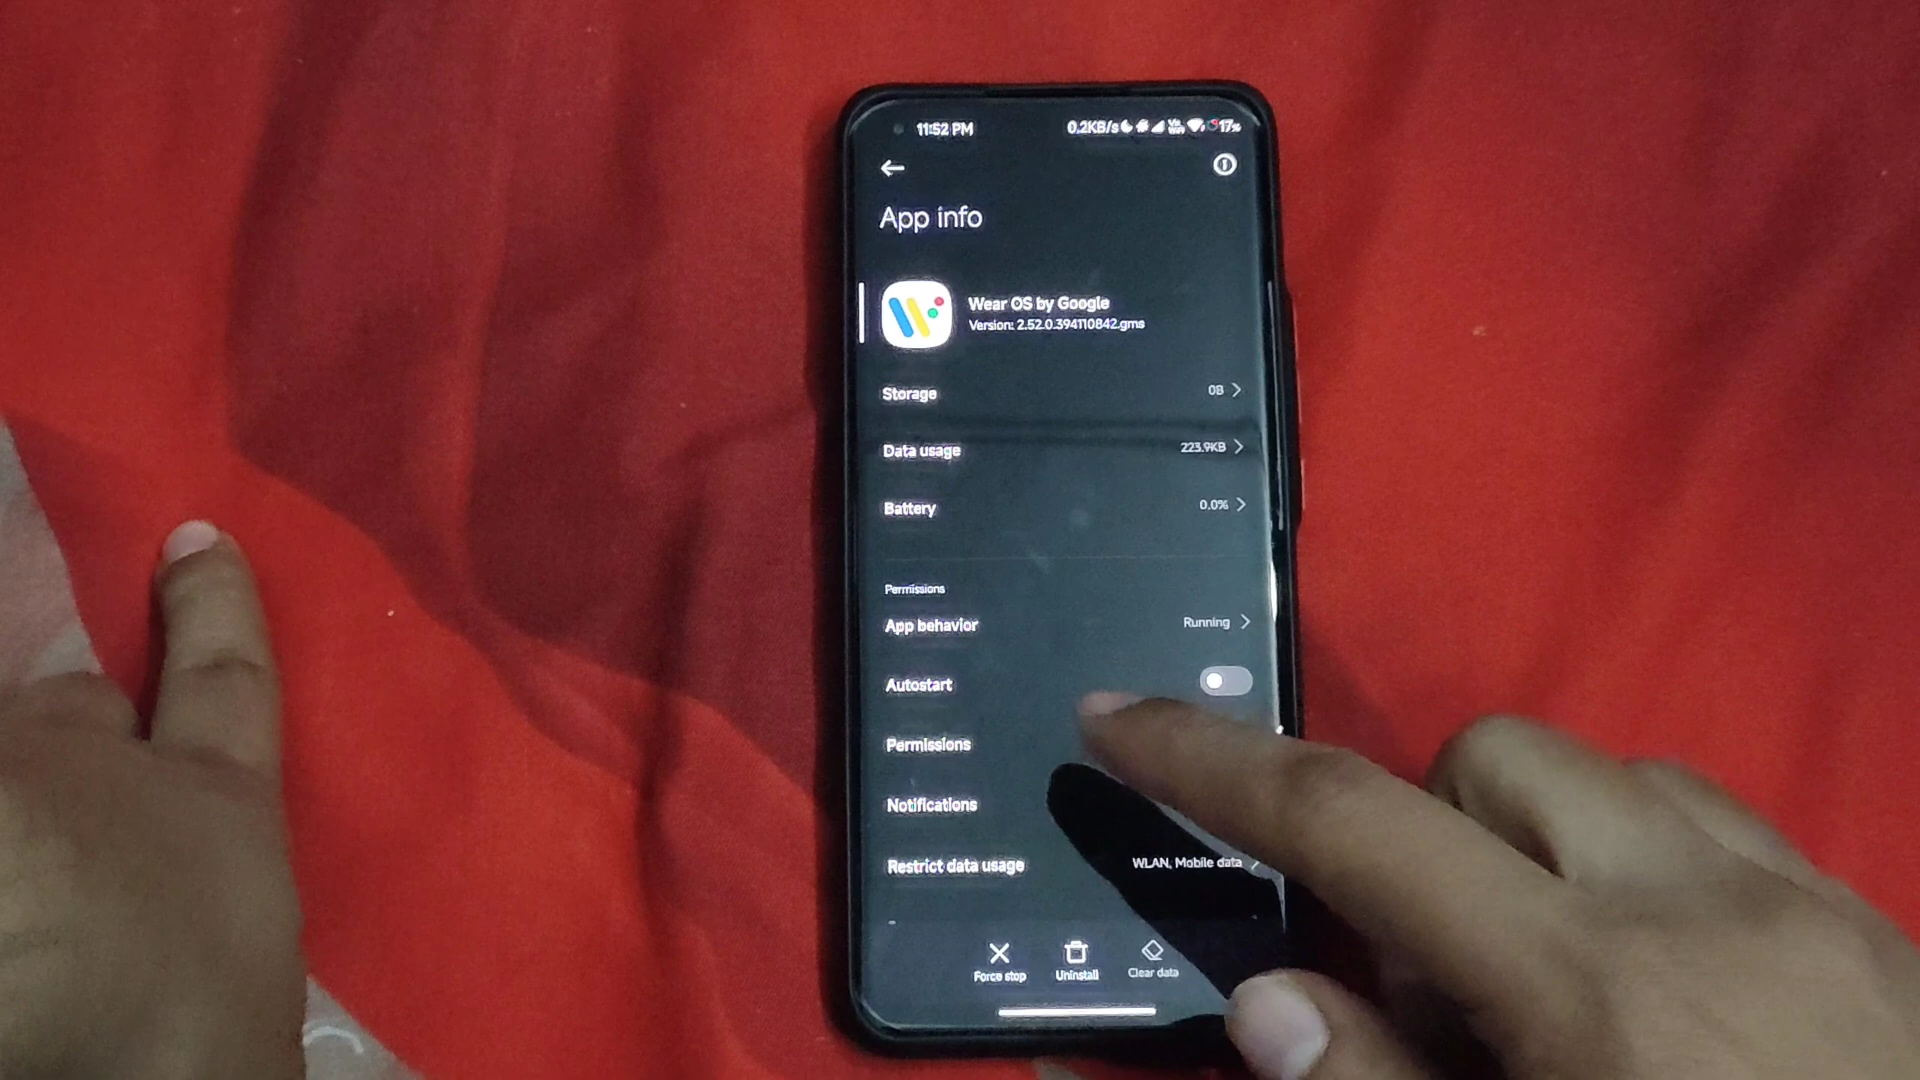 11:52 PM
0.2KB/s
Vo
WiFi
17%
App info
Wear OS by Google
Version: 2.52.0.394110842.gms
Storage
0B
Data usage
223.9KB
Battery
0.0%
Permissions
App behavior
Running
Autostart
Permissions
Notifications
Restrict data usage
WLAN, Mobile data
Force stop
Uninstall
Clear data